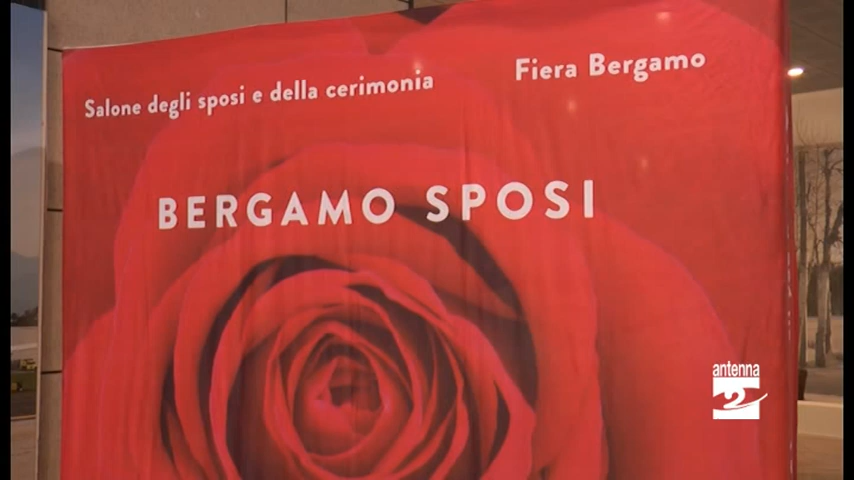 Salone degli sposi e della cerimonia
Fiera Bergamo
BERGAMO SPOSI
antenna
2